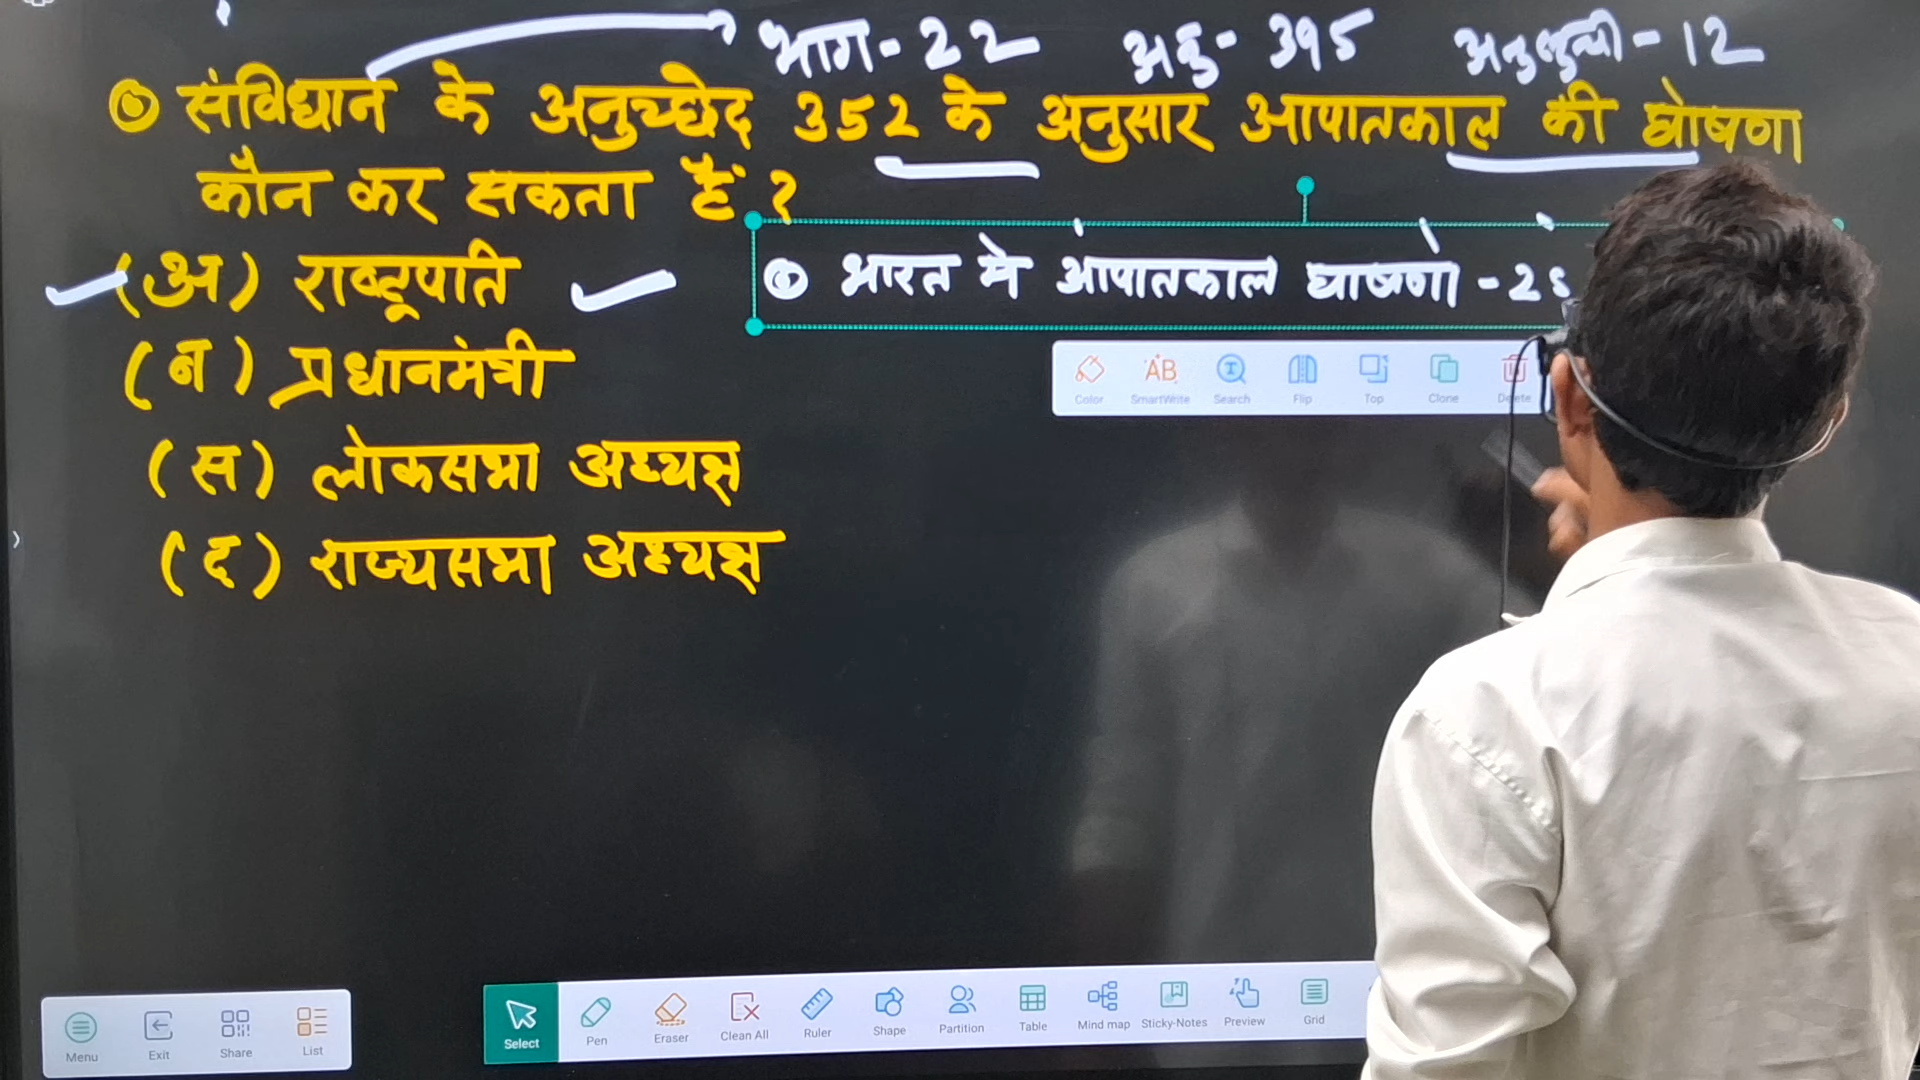 भाग - 22 अनु - 395 अनुसूची - 12
संविधान के अनुच्छेद 352 के अनुसार आपातकाल की घोषणा
कौन कर सकता हैं ?
(अ) राष्ट्रपति
भारत मे आपातकाल घोषणा - 25
(ब) प्रधानमंत्री
Color SmartWrite Search Flip Top Clone Delete
(स) लोकसभा अध्यक्ष
(द) राज्यसभा अध्यक्ष
Menu Exit Share List
Select Pen Eraser Clean All Ruler Shape Partition Table Mind map Sticky-Notes Preview Grid